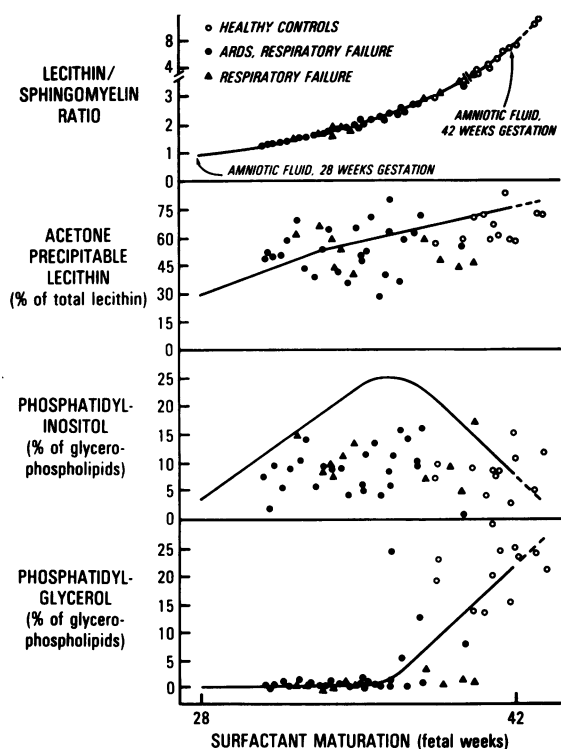 ○ HEALTHY CONTROLS
● ARDS, RESPIRATORY FAILURE
▲ RESPIRATORY FAILURE
LECITHIN/
SPHINGOMYELIN
RATIO
8
4
3
2
1
0
AMNIOTIC FLUID,
42 WEEKS GESTATION
AMNIOTIC FLUID, 28 WEEKS GESTATION
ACETONE
PRECIPITABLE
LECITHIN
(% of total lecithin)
75
60
45
30
15
0
PHOSPHATIDYL-
INOSITOL
(% of glycero-
phospholipids)
25
20
15
10
5
0
PHOSPHATIDYL-
GLYCEROL
(% of glycero-
phospholipids)
25
20
15
10
5
0
28
42
SURFACTANT MATURATION (fetal weeks)